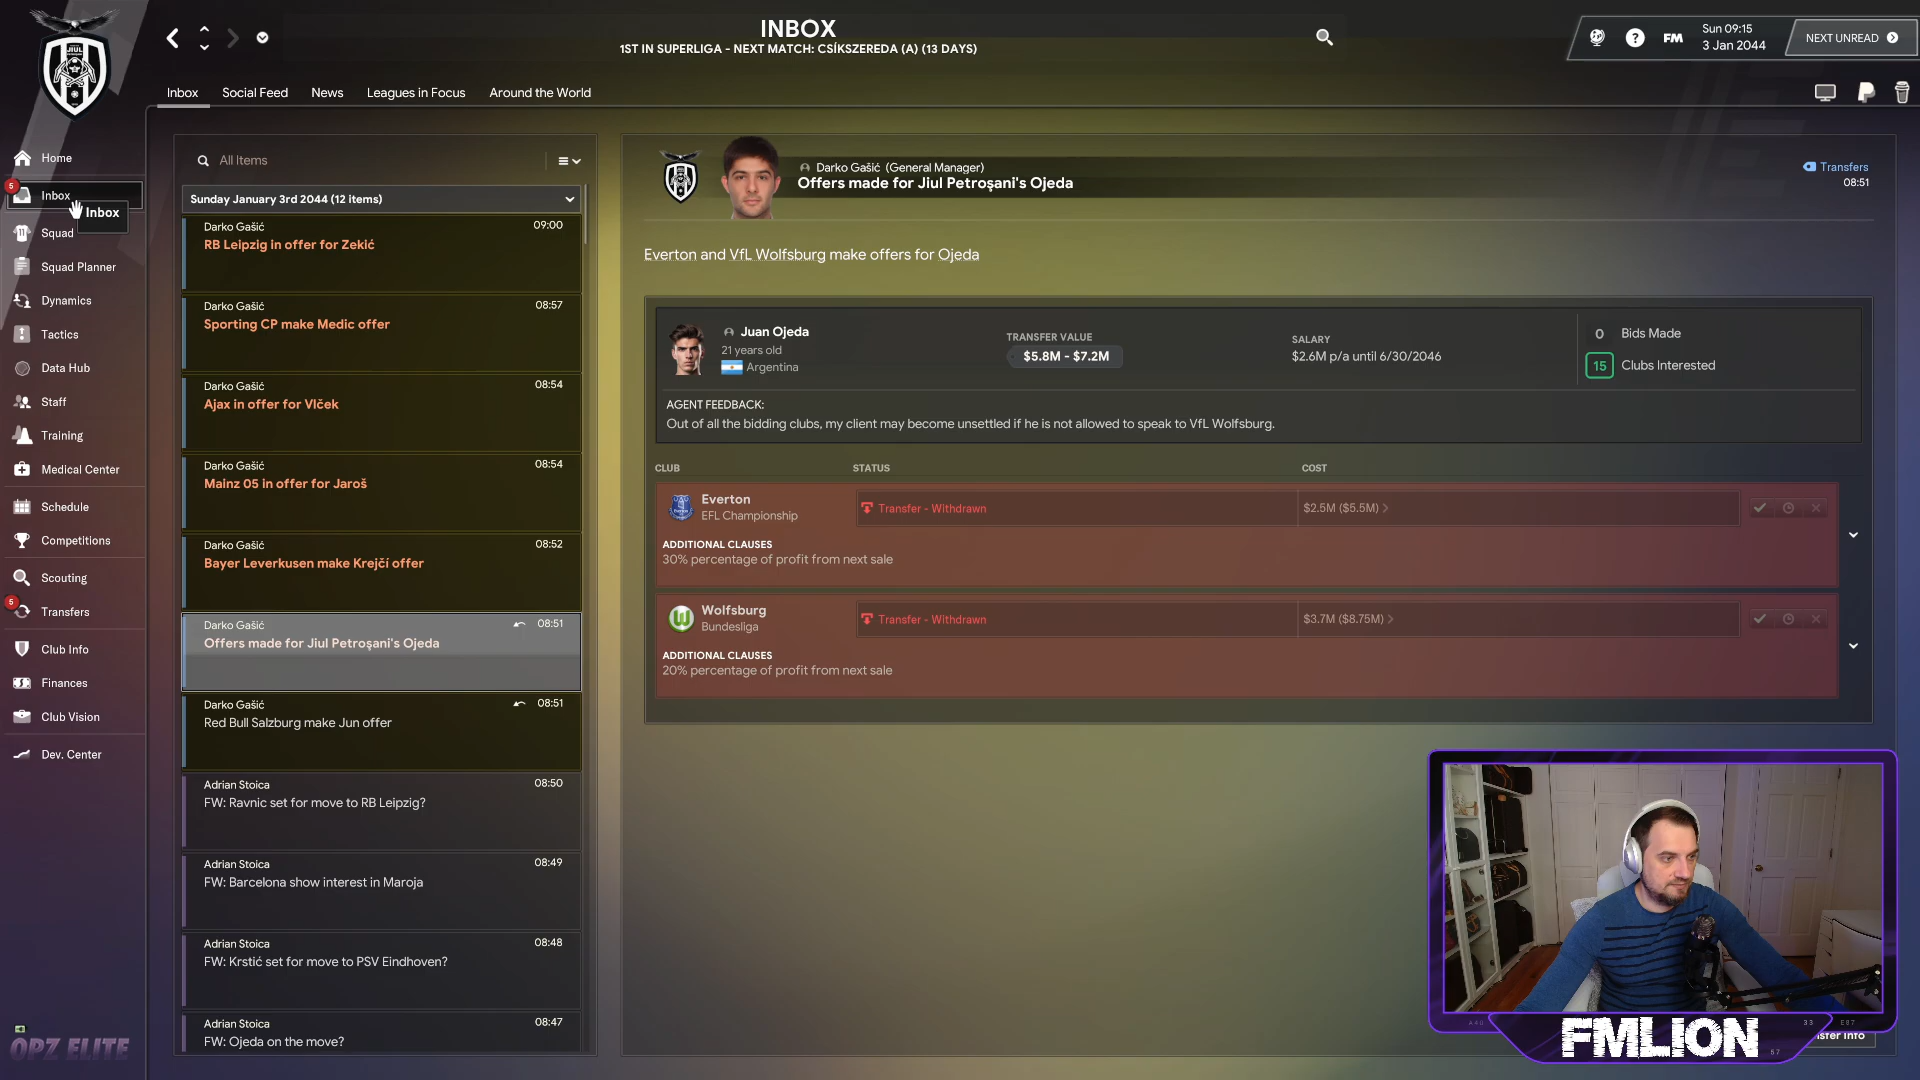 INBOX
1ST IN SUPERLIGA - NEXT MATCH: CSÍKSZEREDA (A) (13 DAYS)
FM
Sun 09:15
3 Jan 2044
NEXT UNREAD
Inbox
Social Feed
News
Leagues in Focus
Around the World
Home
5
Inbox
Inbox
Squad
Squad Planner
Dynamics
Tactics
Data Hub
Staff
Training
Medical Center
Schedule
Competitions
Scouting
5
Transfers
Club Info
Finances
Club Vision
Dev. Center
OPZ ELITE
All Items
Sunday January 3rd 2044 (12 items)
Darko Gašić 09:00
RB Leipzig in offer for Zekić
Darko Gašić 08:57
Sporting CP make Medic offer
Darko Gašić 08:54
Ajax in offer for Vlček
Darko Gašić 08:54
Mainz 05 in offer for Jaroš
Darko Gašić 08:52
Bayer Leverkusen make Krejčí offer
Darko Gašić 08:51
Offers made for Jiul Petroșani's Ojeda
Darko Gašić 08:51
Red Bull Salzburg make Jun offer
Adrian Stoica 08:50
FW: Ravnic set for move to RB Leipzig?
Adrian Stoica 08:49
FW: Barcelona show interest in Maroja
Adrian Stoica 08:48
FW: Krstić set for move to PSV Eindhoven?
Adrian Stoica 08:47
FW: Ojeda on the move?
Darko Gašić (General Manager)
Offers made for Jiul Petroșani's Ojeda
Transfers
08:51
Everton and VfL Wolfsburg make offers for Ojeda
Juan Ojeda
21 years old
Argentina
TRANSFER VALUE
$5.8M - $7.2M
SALARY
$2.6M p/a until 6/30/2046
0 Bids Made
15 Clubs Interested
AGENT FEEDBACK:
Out of all the bidding clubs, my client may become unsettled if he is not allowed to speak to VfL Wolfsburg.
CLUB STATUS COST
Everton
EFL Championship
Transfer - Withdrawn
$2.5M ($5.5M)
ADDITIONAL CLAUSES
30% percentage of profit from next sale
Wolfsburg
Bundesliga
Transfer - Withdrawn
$3.7M ($8.75M)
ADDITIONAL CLAUSES
20% percentage of profit from next sale
FMLION
Info